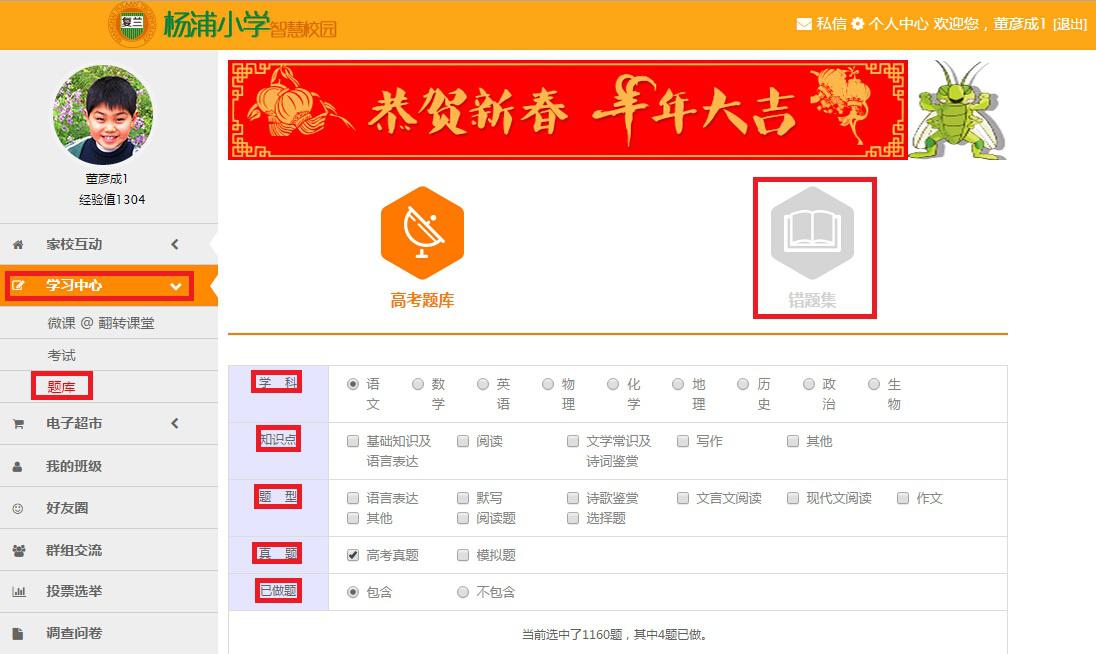 复兰
杨浦小学智慧校园
私信 个人中心 欢迎您，董彦成1 [退出]
董彦成1
经验值1304
家校互动
学习中心
微课 @ 翻转课堂
考试
题库
电子超市
我的班级
好友圈
群组交流
投票选举
调查问卷
恭贺新春 羊年大吉
高考题库
错题集
学 科
语文 数学 英语 物理 化学 地理 历史 政治 生物
知识点
基础知识及语言表达 阅读 文学常识及诗词鉴赏 写作 其他
题 型
语言表达 默写 诗歌鉴赏 文言文阅读 现代文阅读 作文
其他 阅读题 选择题
真 题
高考真题 模拟题
已做题
包含 不包含
当前选中了1160题，其中4题已做。